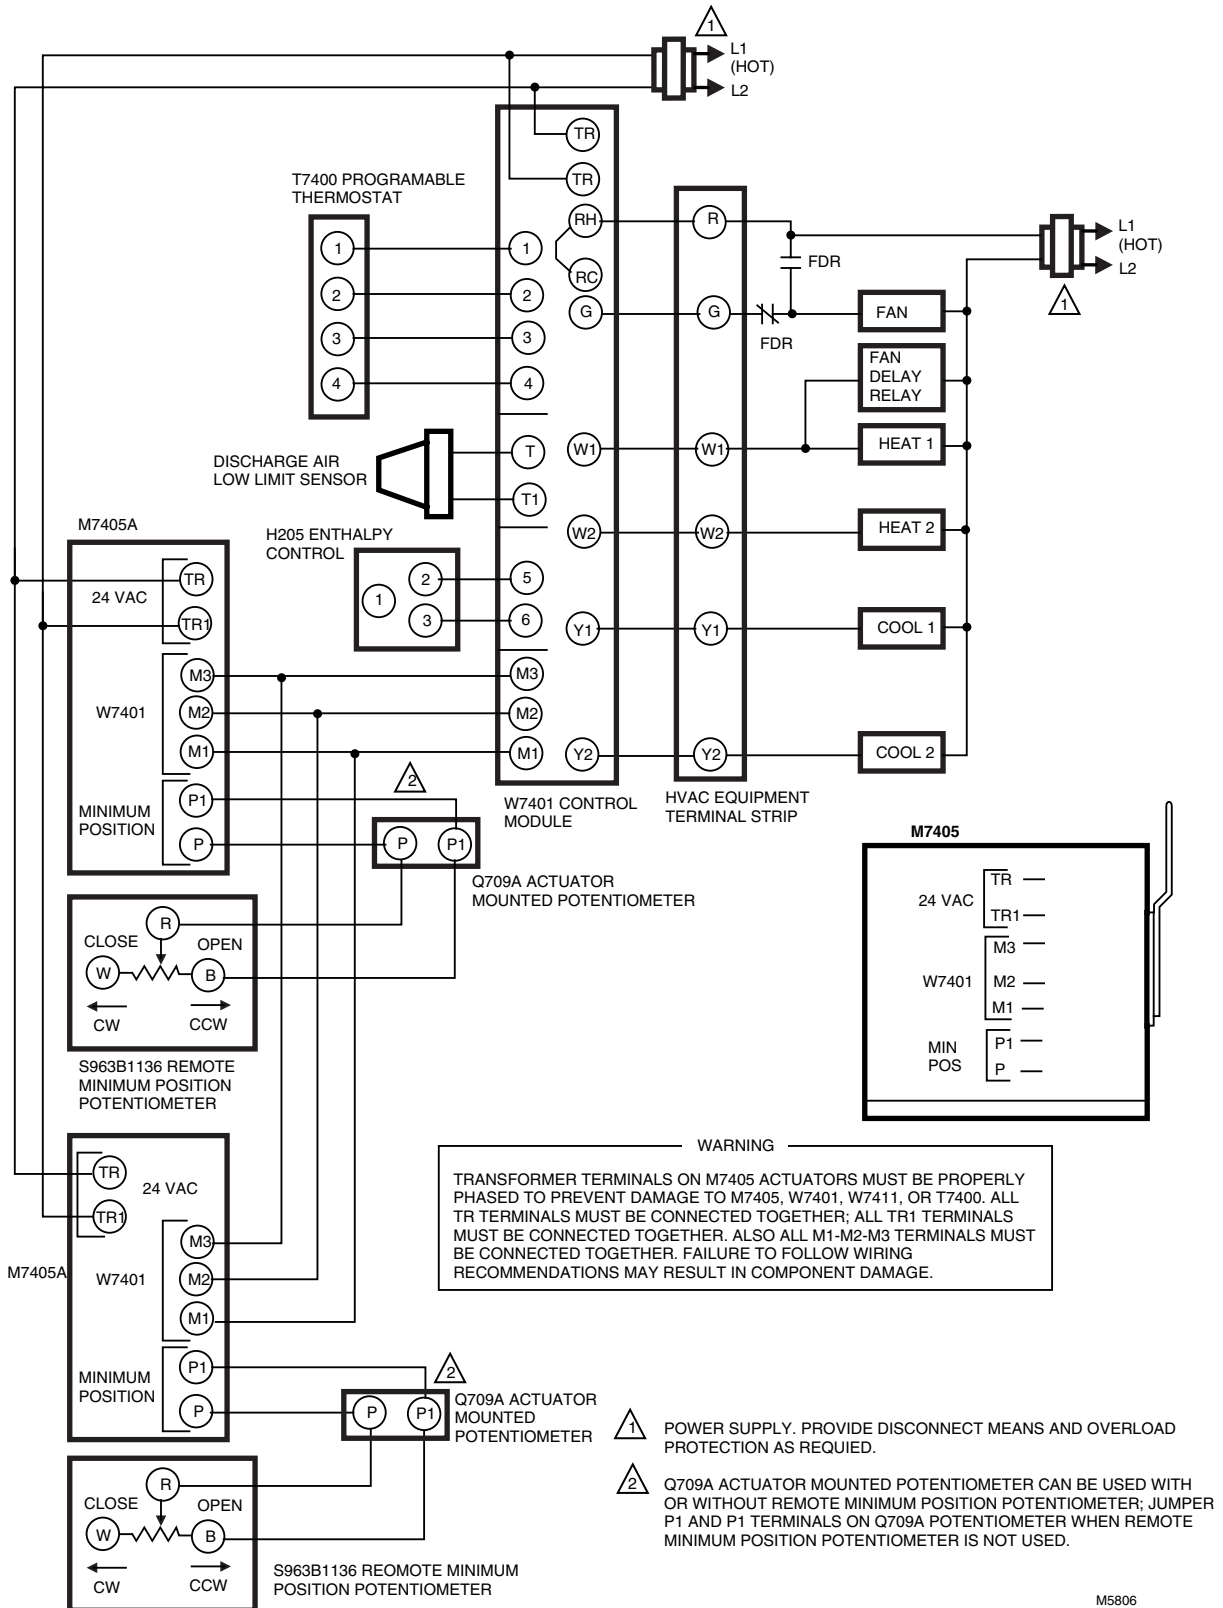 1
L1
(HOT)
L2
TR
TR
T7400 PROGRAMABLE
THERMOSTAT
1
2
3
4
1
2
3
4
RH
RC
G
R
G
FDR
FDR
L1
(HOT)
L2
1
FAN
FAN
DELAY
RELAY
HEAT 1
HEAT 2
COOL 1
COOL 2
DISCHARGE AIR
LOW LIMIT SENSOR
T
T1
W1
W1
W2
W2
H205 ENTHALPY
CONTROL
1
2
3
5
6
Y1
Y1
M3
M2
M1
Y2
Y2
W7401 CONTROL
MODULE
HVAC EQUIPMENT
TERMINAL STRIP
M7405A
24 VAC
TR
TR1
W7401
M3
M2
M1
MINIMUM
POSITION
P1
P
2
P
P1
Q709A ACTUATOR
MOUNTED POTENTIOMETER
R
CLOSE
OPEN
W
B
CW
CCW
S963B1136 REMOTE
MINIMUM POSITION
POTENTIOMETER
M7405
24 VAC
TR
TR1
W7401
M3
M2
M1
MIN
POS
P1
P
WARNING
TRANSFORMER TERMINALS ON M7405 ACTUATORS MUST BE PROPERLY
PHASED TO PREVENT DAMAGE TO M7405, W7401, W7411, OR T7400. ALL
TR TERMINALS MUST BE CONNECTED TOGETHER; ALL TR1 TERMINALS
MUST BE CONNECTED TOGETHER. ALSO ALL M1-M2-M3 TERMINALS MUST
BE CONNECTED TOGETHER. FAILURE TO FOLLOW WIRING
RECOMMENDATIONS MAY RESULT IN COMPONENT DAMAGE.
M7405A
TR
TR1
24 VAC
W7401
M3
M2
M1
MINIMUM
POSITION
P1
P
2
P
P1
Q709A ACTUATOR
MOUNTED
POTENTIOMETER
R
CLOSE
OPEN
W
B
CW
CCW
S963B1136 REOMOTE MINIMUM
POSITION POTENTIOMETER
1
POWER SUPPLY. PROVIDE DISCONNECT MEANS AND OVERLOAD
PROTECTION AS REQUIED.
2
Q709A ACTUATOR MOUNTED POTENTIOMETER CAN BE USED WITH
OR WITHOUT REMOTE MINIMUM POSITION POTENTIOMETER; JUMPER
P1 AND P1 TERMINALS ON Q709A POTENTIOMETER WHEN REMOTE
MINIMUM POSITION POTENTIOMETER IS NOT USED.
M5806